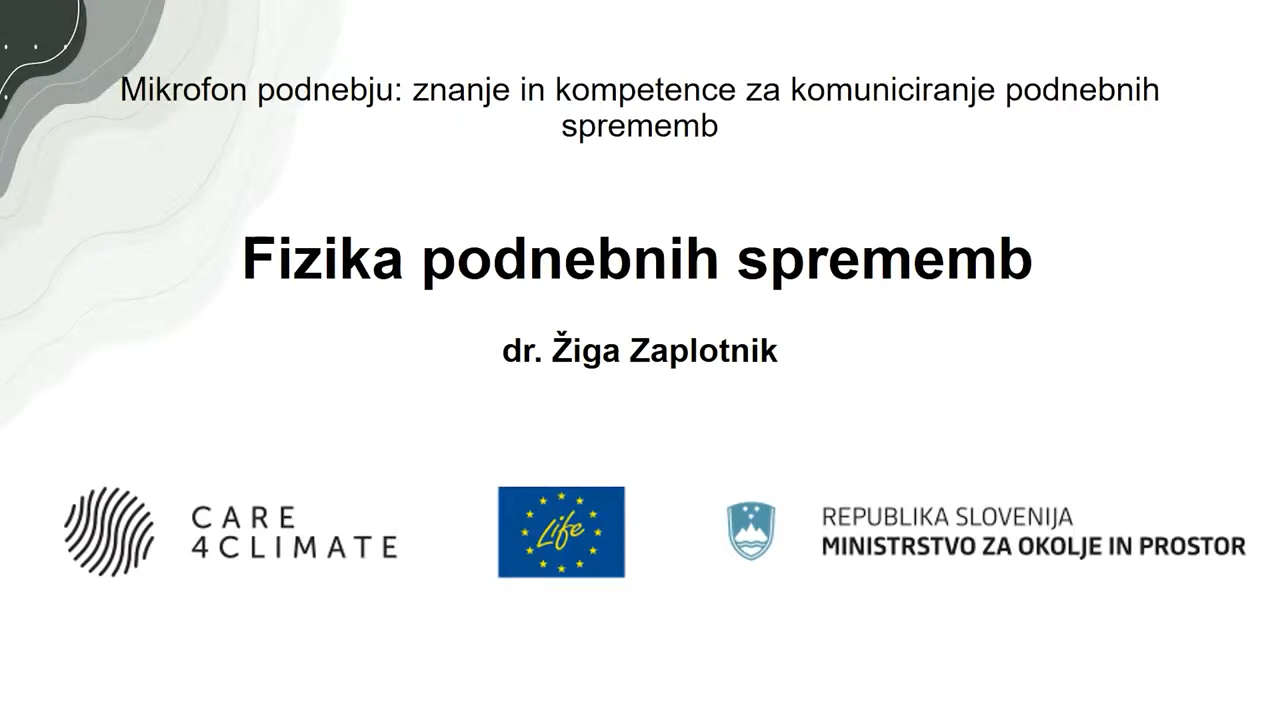 Mikrofon podnebju: znanje in kompetence za komuniciranje podnebnih
sprememb
Fizika podnebnih sprememb
dr. Žiga Zaplotnik
CARE
4CLIMATE
Life
REPUBLIKA SLOVENIJA
MINISTRSTVO ZA OKOLJE IN PROSTOR